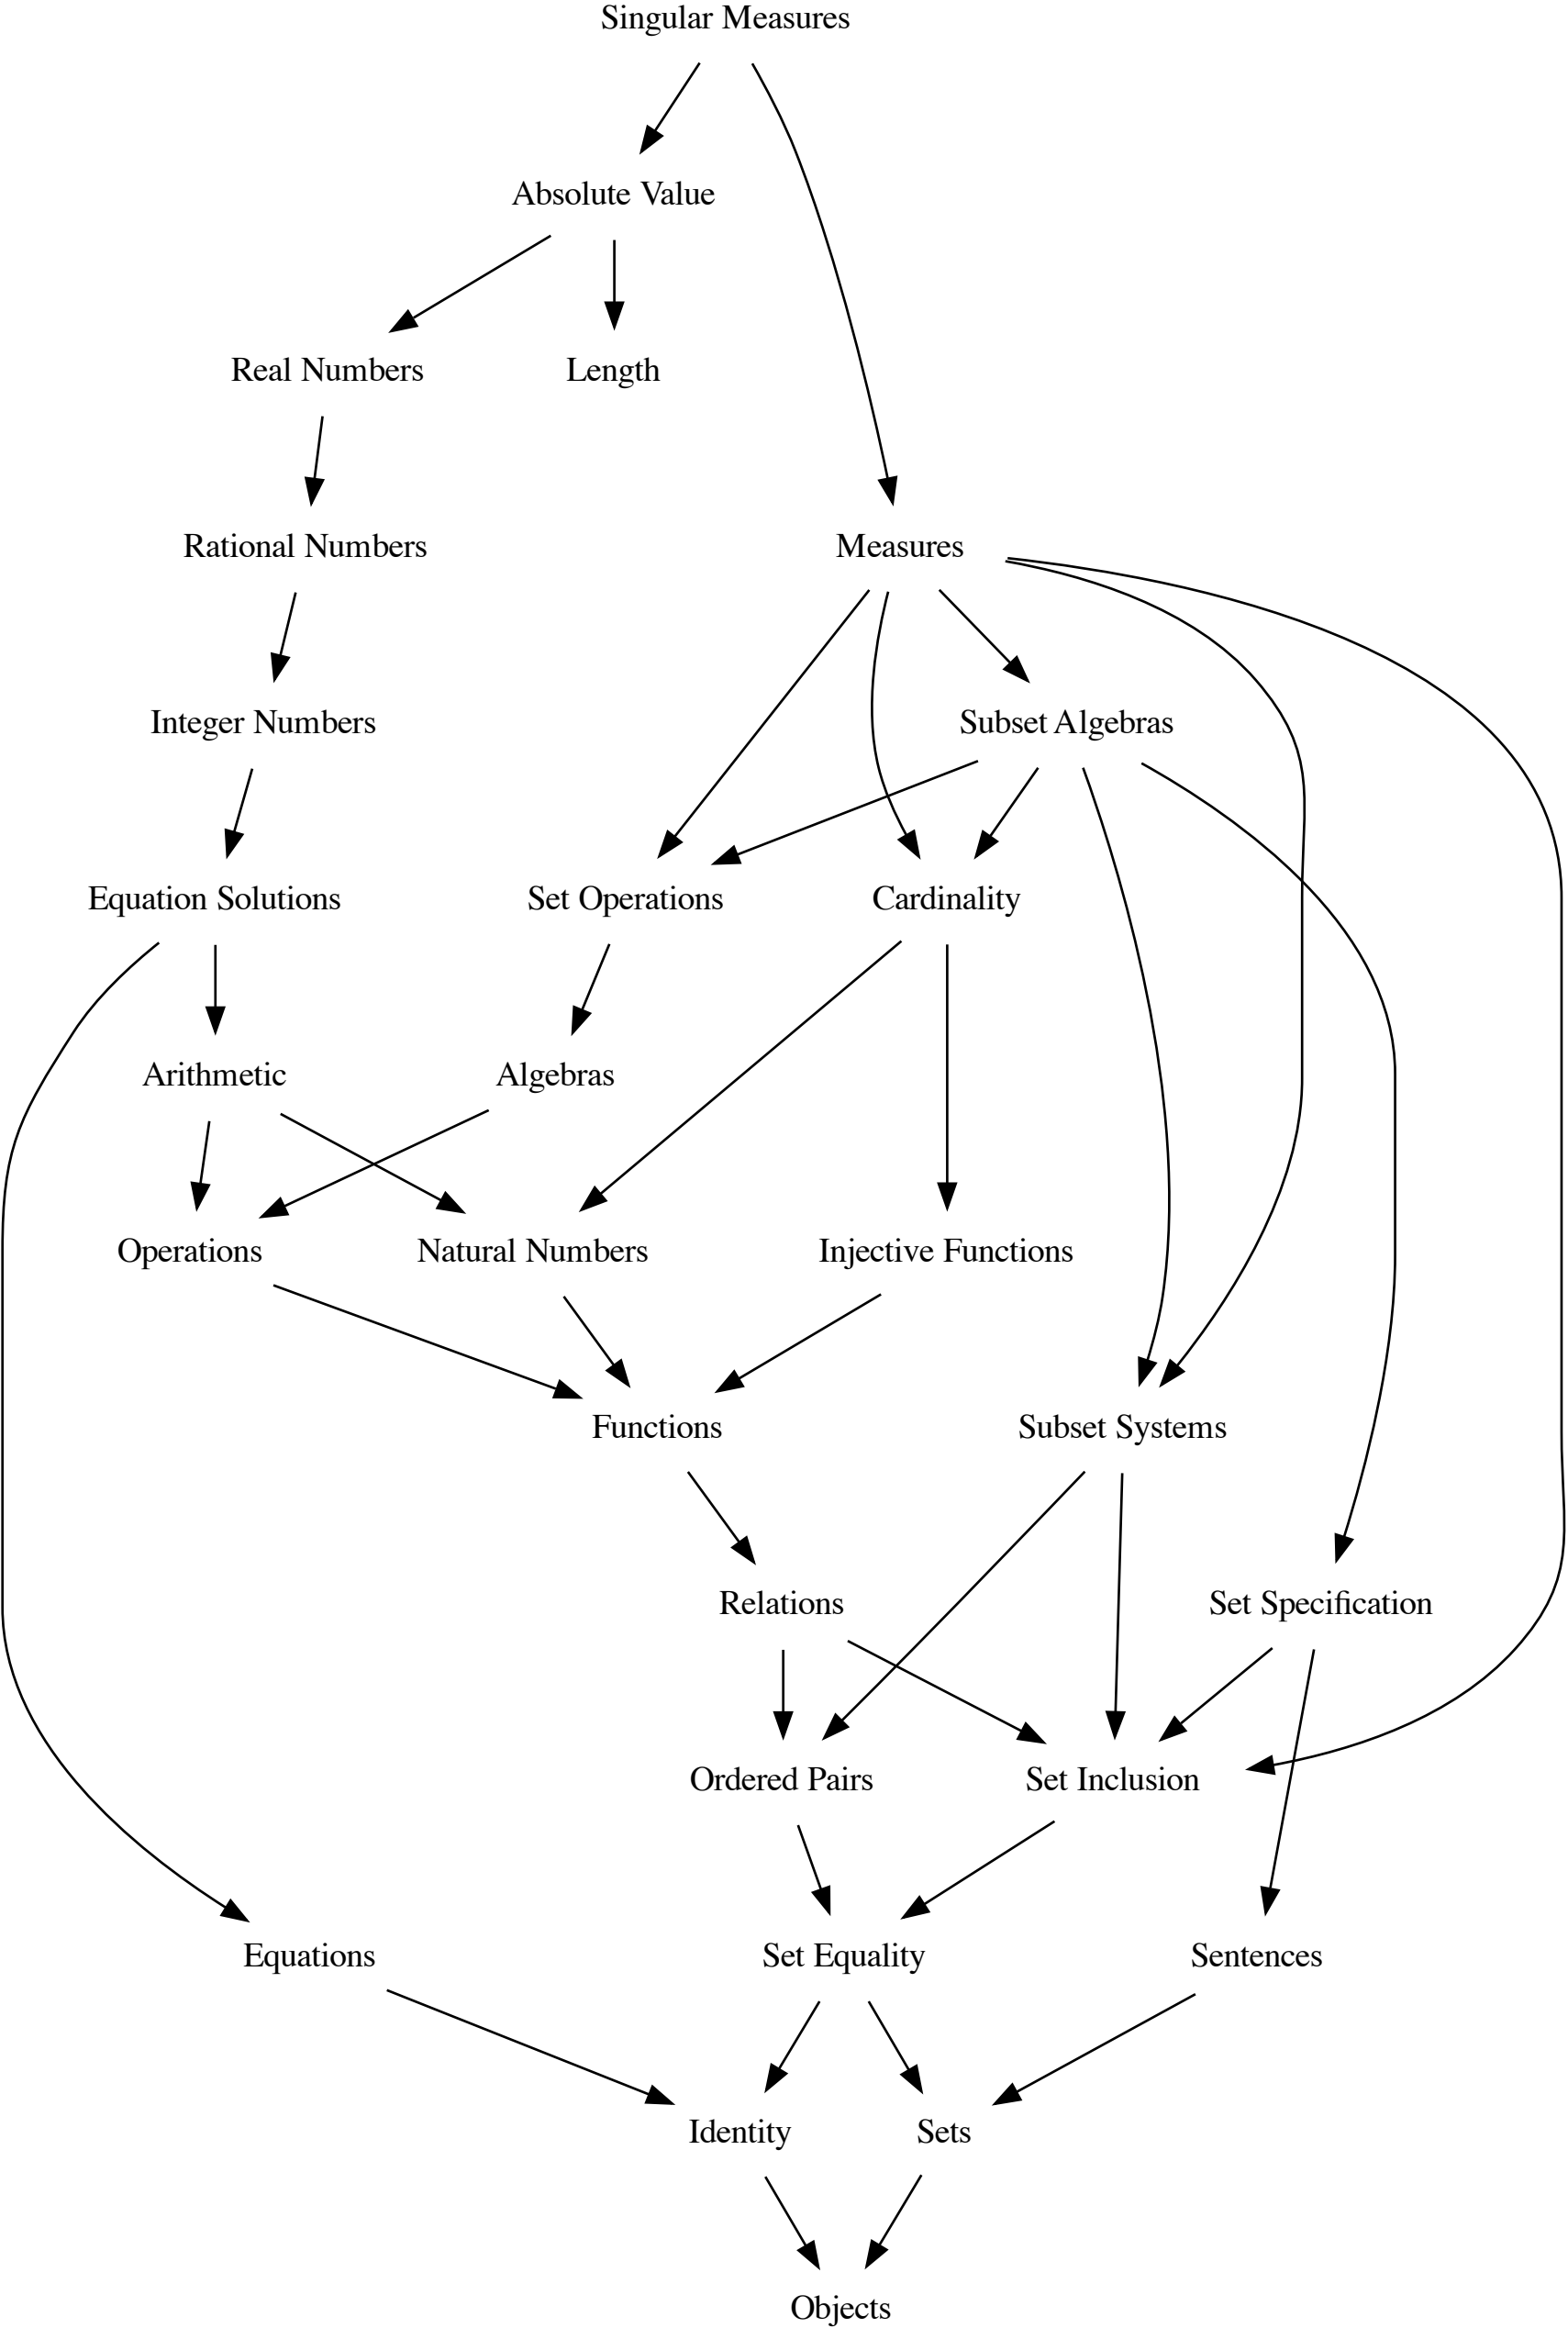 Singular Measures
Absolute Value
Real Numbers
Length
Rational Numbers
Measures
Integer Numbers
Subset Algebras
Equation Solutions
Set Operations
Cardinality
Arithmetic
Algebras
Operations
Natural Numbers
Injective Functions
Functions
Subset Systems
Relations
Set Specification
Ordered Pairs
Set Inclusion
Equations
Set Equality
Sentences
Identity
Sets
Objects